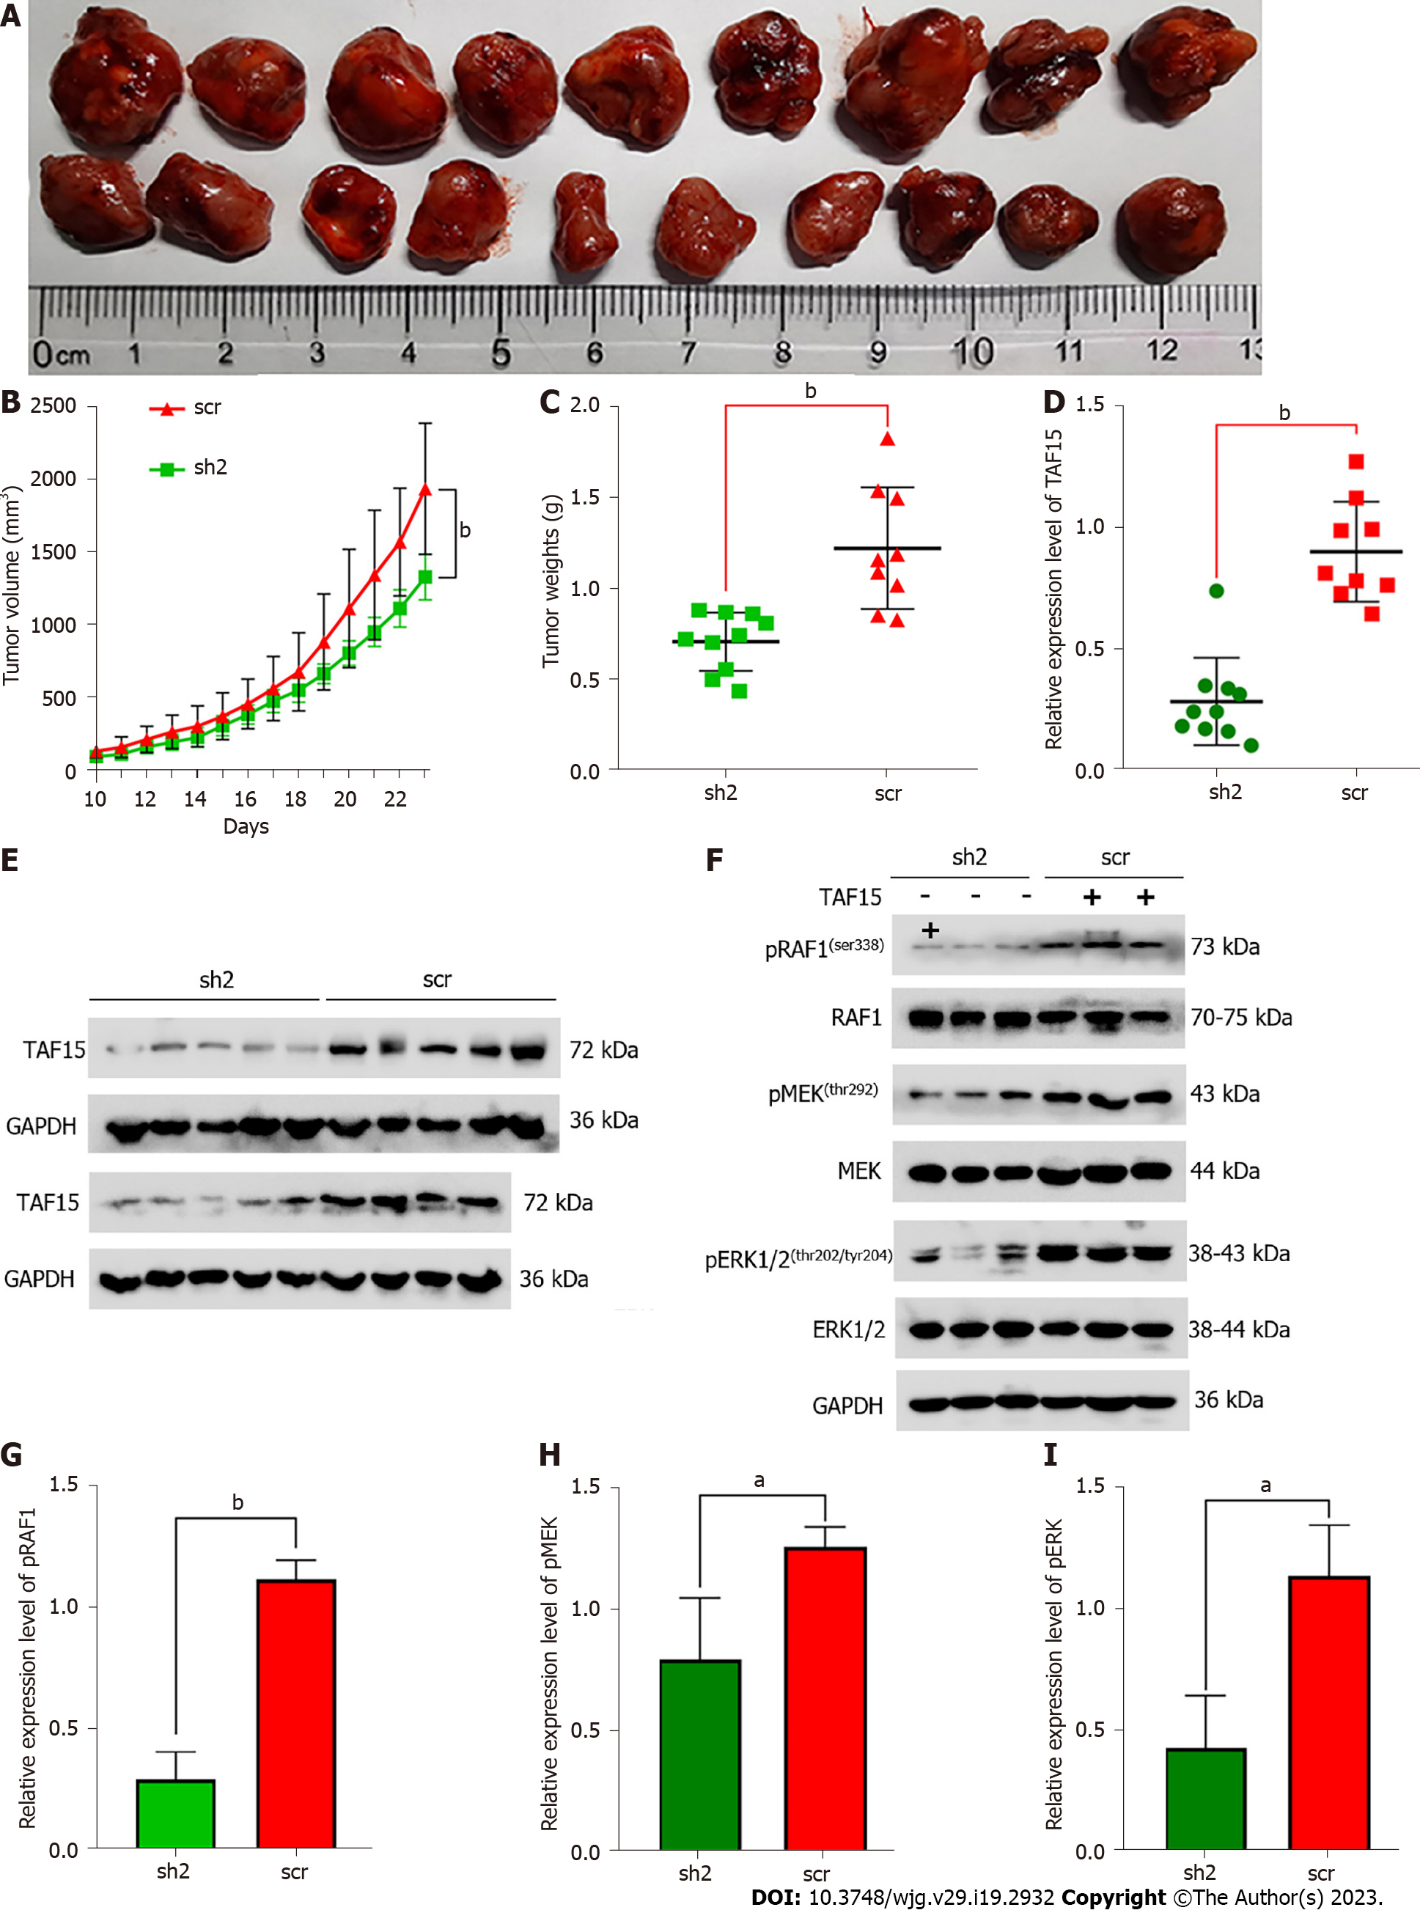 A
0 cm 1 2 3 4 5 6 7 8 9 10 11 12 13
B
2500
2000
1500
1000
500
0
Tumor volume (mm³)
scr
sh2
b
10 12 14 16 18 20 22
Days
C
2.0
1.5
1.0
0.5
0.0
Tumor weights (g)
b
sh2 scr
D
1.5
1.0
0.5
0.0
Relative expression level of TAF15
b
sh2 scr
E
sh2 scr
TAF15 72 kDa
GAPDH 36 kDa
TAF15 72 kDa
GAPDH 36 kDa
F
sh2 scr
TAF15 - - - + +
+
pRAF1(ser338) 73 kDa
RAF1 70-75 kDa
pMEK(thr292) 43 kDa
MEK 44 kDa
pERK1/2(thr202/tyr204) 38-43 kDa
ERK1/2 38-44 kDa
GAPDH 36 kDa
G
1.5
1.0
0.5
0.0
Relative expression level of pRAF1
b
sh2 scr
H
1.5
1.0
0.5
0.0
Relative expression level of pMEK
a
sh2 scr
I
1.5
1.0
0.5
0.0
Relative expression level of pERK
a
sh2 scr
DOI: 10.3748/wjg.v29.i19.2932 Copyright ©The Author(s) 2023.